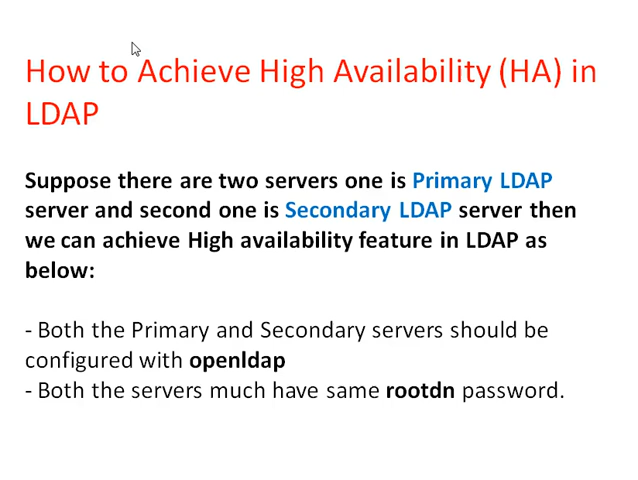 How to Achieve High Availability (HA) in
LDAP
Suppose there are two servers one is Primary LDAP
server and second one is Secondary LDAP server then
we can achieve High availability feature in LDAP as
below:
- Both the Primary and Secondary servers should be
configured with openldap
- Both the servers much have same rootdn password.